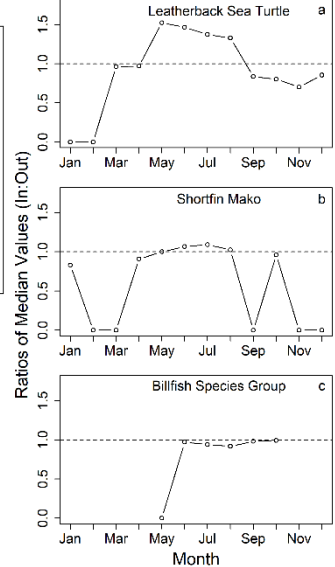 Ratios of Median Values (In:Out)
Leatherback Sea Turtle a
0.0 0.5 1.0 1.5
Jan Mar May Jul Sep Nov
Shortfin Mako b
0.0 0.5 1.0 1.5
Jan Mar May Jul Sep Nov
Billfish Species Group c
0.0 0.5 1.0 1.5
Jan Mar May Jul Sep Nov
Month